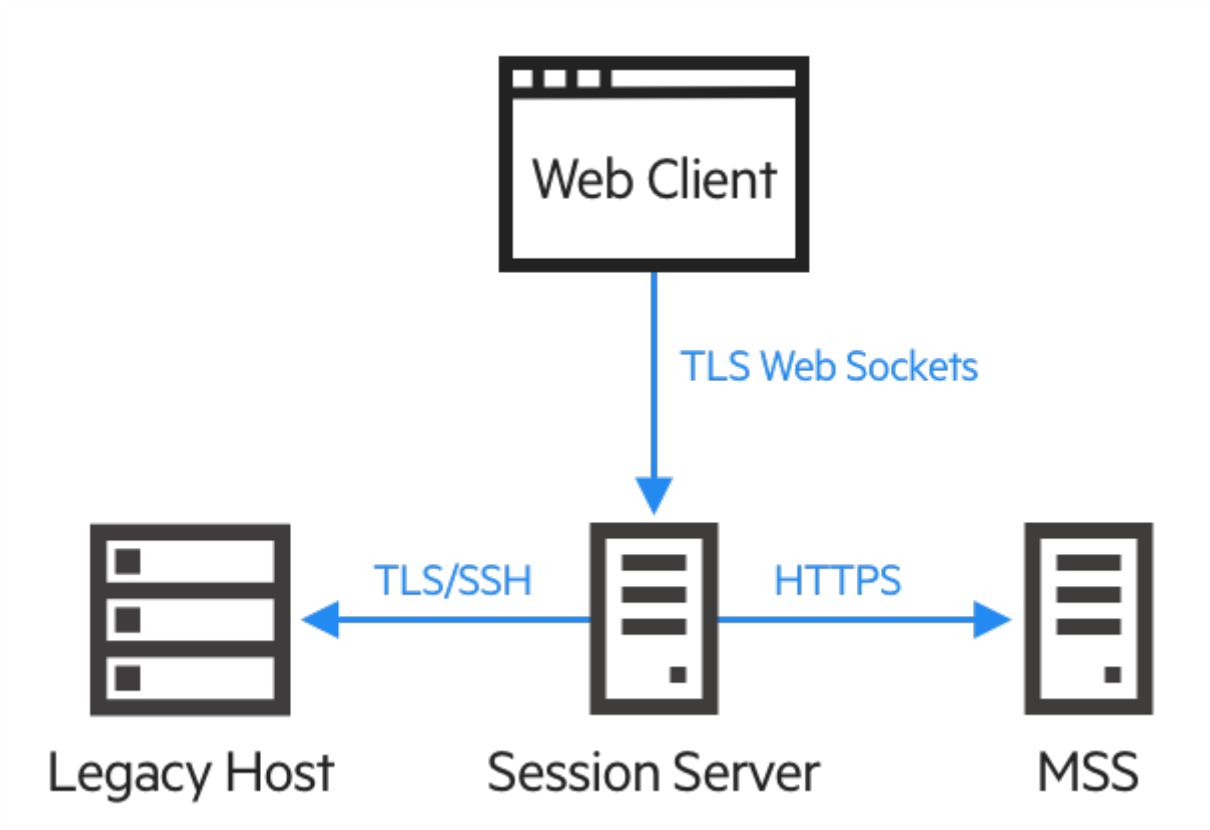 Web Client
TLS Web Sockets
TLS/SSH
HTTPS
Legacy Host
Session Server
MSS